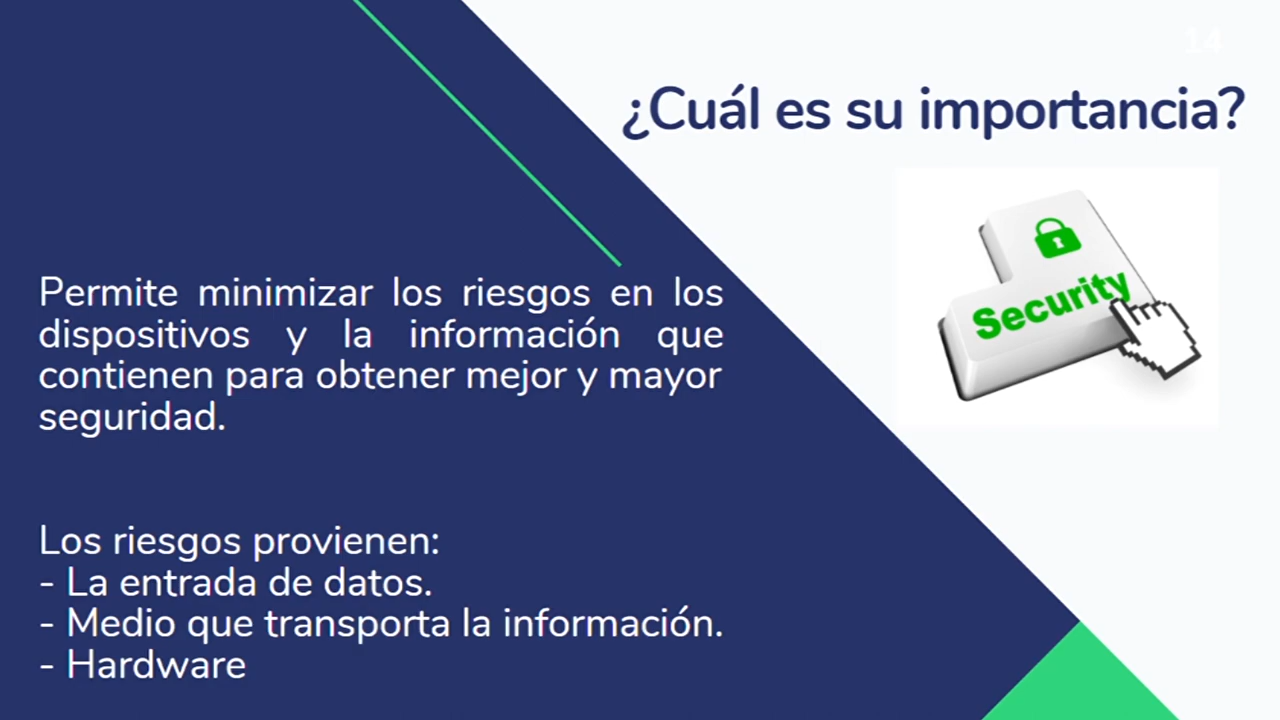 14
¿Cuál es su importancia?
Security
Permite minimizar los riesgos en los
dispositivos y la información que
contienen para obtener mejor y mayor
seguridad.
Los riesgos provienen:
- La entrada de datos.
- Medio que transporta la información.
- Hardware